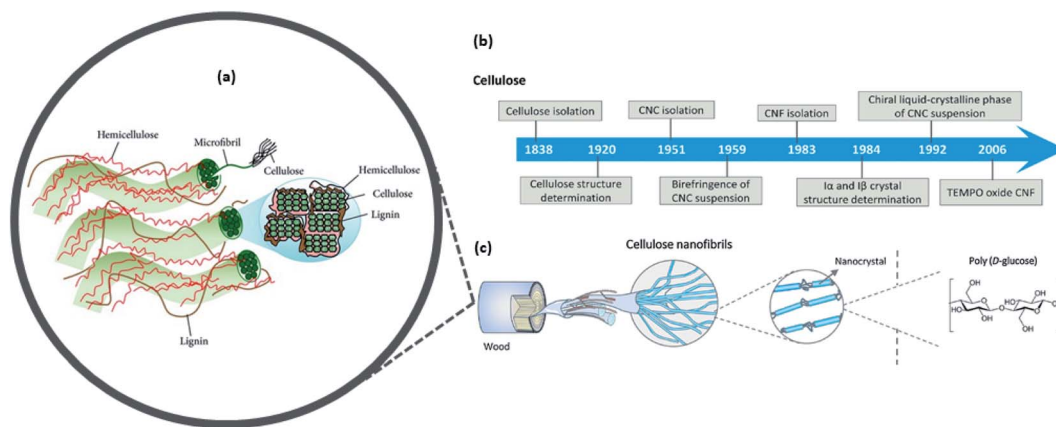 (a)
Hemicellulose
Microfibril
Cellulose
Hemicellulose
Cellulose
Lignin
Lignin
(b)
Cellulose
Cellulose isolation
CNC isolation
CNF isolation
Chiral liquid-crystalline phase
of CNC suspension
1838 1920 1951 1959 1983 1984 1992 2006
Cellulose structure
determination
Birefringence of
CNC suspension
Iα and Iβ crystal
structure determination
TEMPO oxide CNF
(c)
Cellulose nanofibrils
Nanocrystal
Poly (D-glucose)
Wood
OH
HO
O
OH
O
HO
OH
O
OH
O